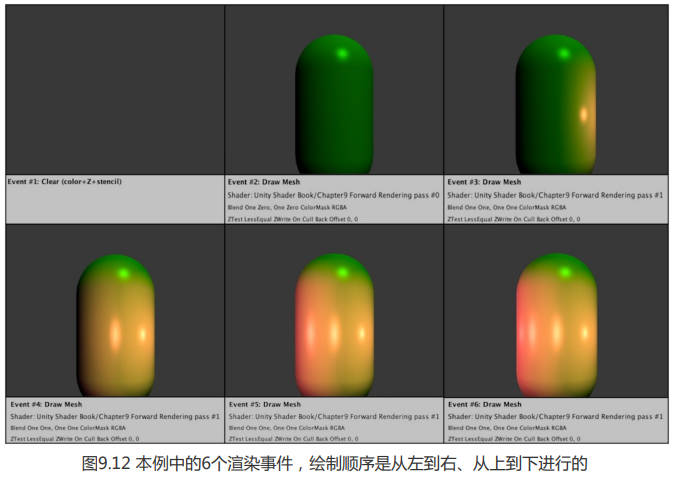 Event #1: Clear (color+Z+stencil)
Event #2: Draw Mesh
Shader: Unity Shader Book/Chapter9 Forward Rendering pass #0
Blend One Zero, One Zero ColorMask RGBA
ZTest LessEqual ZWrite On Cull Back Offset 0, 0
Event #3: Draw Mesh
Shader: Unity Shader Book/Chapter9 Forward Rendering pass #1
Blend One One, One One ColorMask RGBA
ZTest LessEqual ZWrite On Cull Back Offset 0, 0
Event #4: Draw Mesh
Shader: Unity Shader Book/Chapter9 Forward Rendering pass #1
Blend One One, One One ColorMask RGBA
ZTest LessEqual ZWrite On Cull Back Offset 0, 0
Event #5: Draw Mesh
Shader: Unity Shader Book/Chapter9 Forward Rendering pass #1
Blend One One, One One ColorMask RGBA
ZTest LessEqual ZWrite On Cull Back Offset 0, 0
Event #6: Draw Mesh
Shader: Unity Shader Book/Chapter9 Forward Rendering pass #1
Blend One One, One One ColorMask RGBA
ZTest LessEqual ZWrite On Cull Back Offset 0, 0
图9.12 本例中的6个渲染事件，绘制顺序是从左到右、从上到下进行的